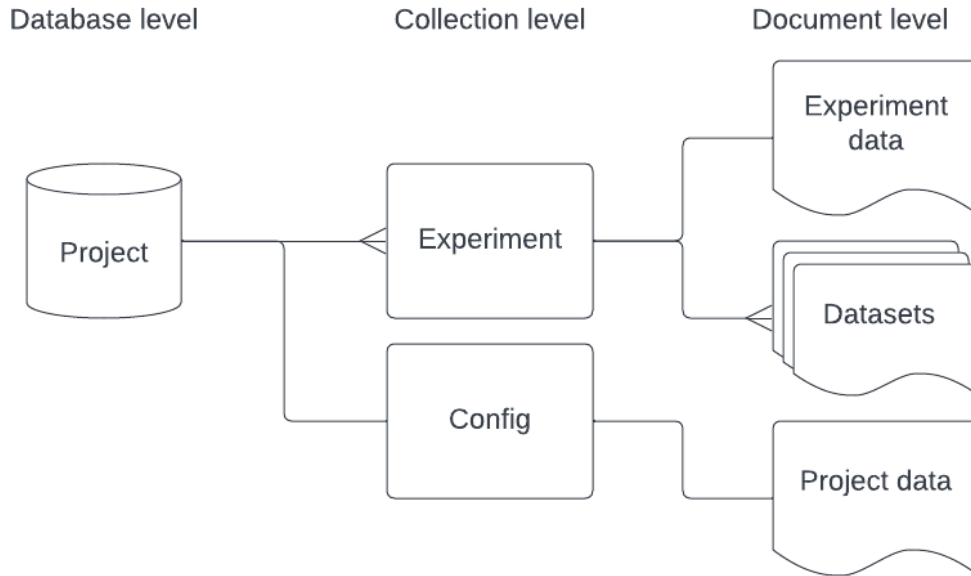 Database level
Collection level
Document level
Project
Experiment
Config
Experiment
data
Datasets
Project data